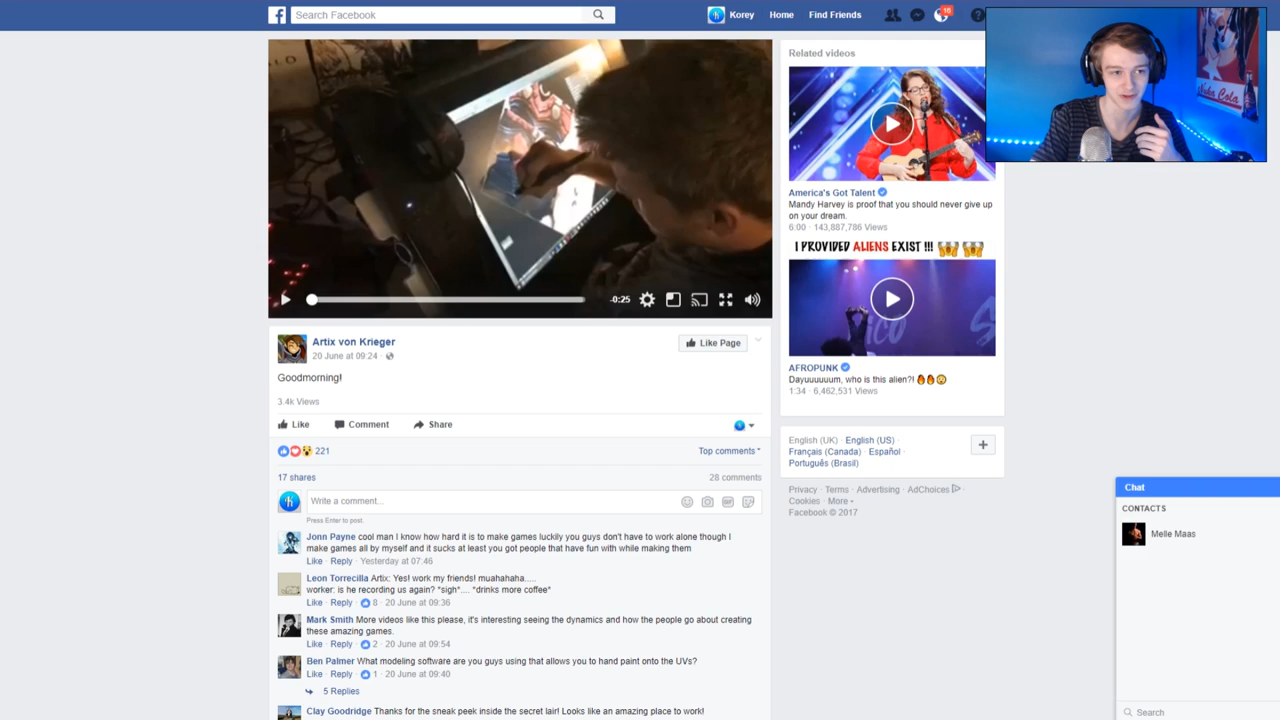 Search Facebook
Korey
Home
Find Friends
16
-0:25
Artix von Krieger
20 June at 09:24 ·
Like Page
Goodmorning!
3.4k Views
Like
Comment
Share
221
Top comments
17 shares
28 comments
Write a comment...
Press Enter to post.
Jonn Payne cool man I know how hard it is to make games luckily you guys don't have to work alone though I
make games all by myself and it sucks at least you got people that have fun with while making them
Like · Reply · Yesterday at 07:46
Leon Torrecilla Artix: Yes! work my friends! muahahaha.....
worker: is he recording us again? *sigh*.... *drinks more coffee*
Like · Reply · 8 · 20 June at 09:36
Mark Smith More videos like this please, it's interesting seeing the dynamics and how the people go about creating
these amazing games.
Like · Reply · 2 · 20 June at 09:54
Ben Palmer What modeling software are you guys using that allows you to hand paint onto the UVs?
Like · Reply · 1 · 20 June at 09:40
5 Replies
Clay Goodridge Thanks for the sneak peek inside the secret lair! Looks like an amazing place to work!
Related videos
America's Got Talent
Mandy Harvey is proof that you should never give up
on your dream.
6:00 · 143,887,786 Views
I PROVIDED ALIENS EXIST !!!
AFROPUNK
Dayuuuuuum, who is this alien?!
1:34 · 6,462,531 Views
English (UK) · English (US) ·
Français (Canada) · Español ·
Português (Brasil)
Privacy · Terms · Advertising · AdChoices ·
Cookies · More
Facebook © 2017
Chat
CONTACTS
Melle Maas
Search